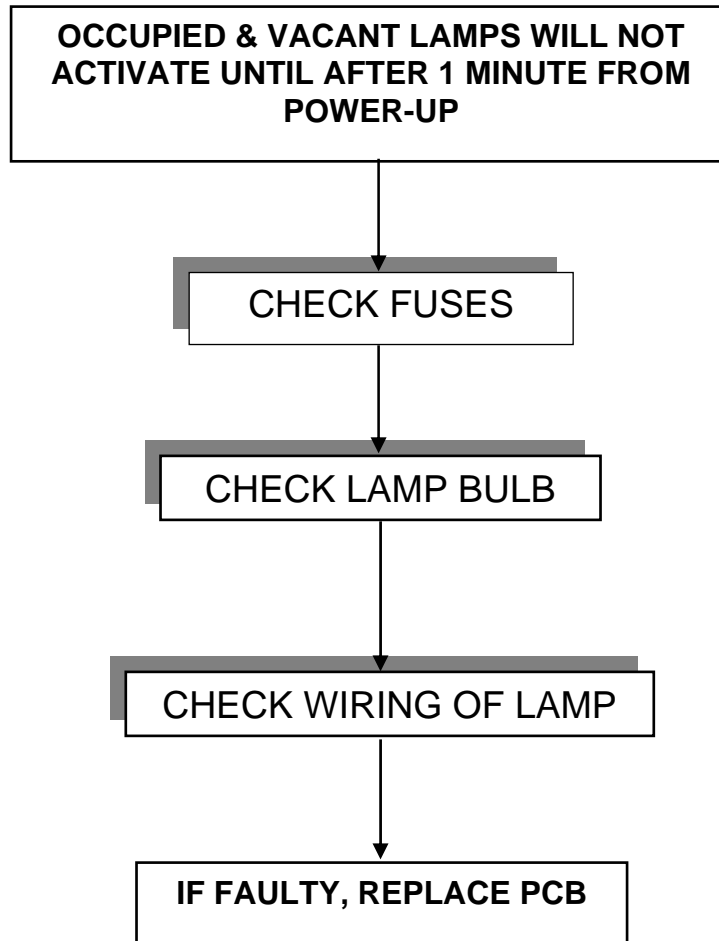 OCCUPIED & VACANT LAMPS WILL NOT
ACTIVATE UNTIL AFTER 1 MINUTE FROM
POWER-UP
CHECK FUSES
CHECK LAMP BULB
CHECK WIRING OF LAMP
IF FAULTY, REPLACE PCB